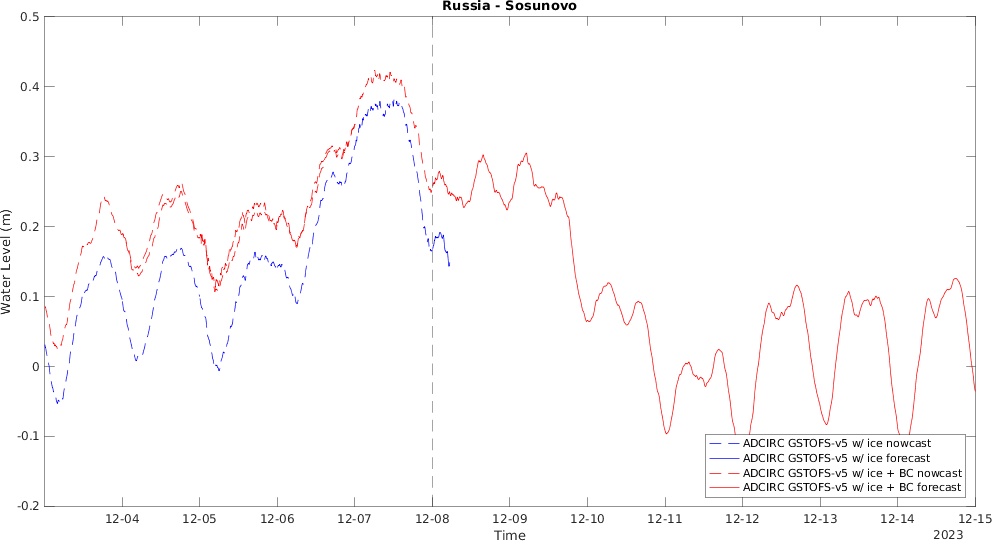 Russia - Sosunovo
0.5
0.4
0.3
0.2
0.1
0
-0.1
-0.2
Water Level (m)
12-04 12-05 12-06 12-07 12-08 12-09 12-10 12-11 12-12 12-13 12-14 12-15
Time
2023
ADCIRC GSTOFS-v5 w/ ice nowcast
ADCIRC GSTOFS-v5 w/ ice forecast
ADCIRC GSTOFS-v5 w/ ice + BC nowcast
ADCIRC GSTOFS-v5 w/ ice + BC forecast